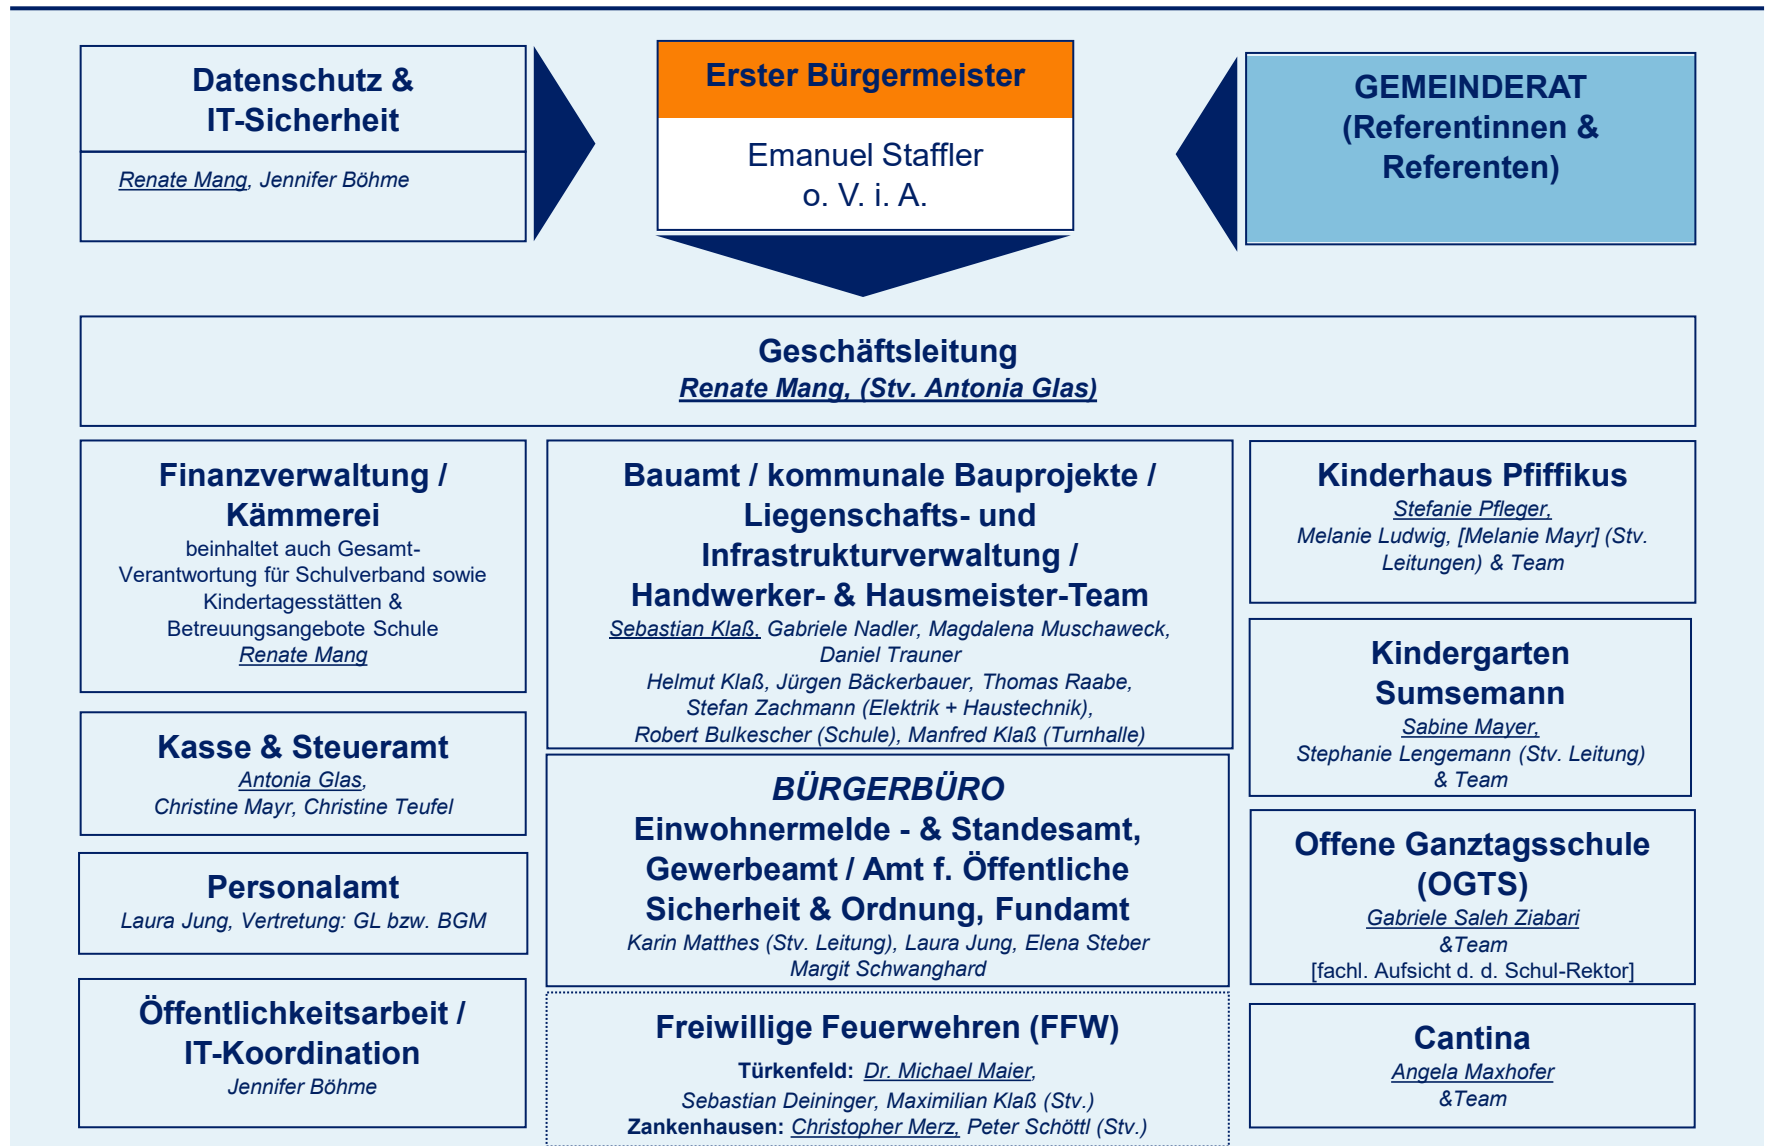 Datenschutz &
IT-Sicherheit
Renate Mang, Jennifer Böhme
Erster Bürgermeister
Emanuel Staffler
o. V. i. A.
GEMEINDERAT
(Referentinnen &
Referenten)
Geschäftsleitung
Renate Mang, (Stv. Antonia Glas)
Finanzverwaltung /
Kämmerei
beinhaltet auch Gesamt-
Verantwortung für Schulverband sowie
Kindertagesstätten &
Betreuungsangebote Schule
Renate Mang
Kasse & Steueramt
Antonia Glas,
Christine Mayr, Christine Teufel
Personalamt
Laura Jung, Vertretung: GL bzw. BGM
Öffentlichkeitsarbeit /
IT-Koordination
Jennifer Böhme
Bauamt / kommunale Bauprojekte /
Liegenschafts- und
Infrastrukturverwaltung /
Handwerker- & Hausmeister-Team
Sebastian Klaß, Gabriele Nadler, Magdalena Muschaweck,
Daniel Trauner
Helmut Klaß, Jürgen Bäckerbauer, Thomas Raabe,
Stefan Zachmann (Elektrik + Haustechnik),
Robert Bulkescher (Schule), Manfred Klaß (Turnhalle)
BÜRGERBÜRO
Einwohnermelde - & Standesamt,
Gewerbeamt / Amt f. Öffentliche
Sicherheit & Ordnung, Fundamt
Karin Matthes (Stv. Leitung), Laura Jung, Elena Steber
Margit Schwanghard
Freiwillige Feuerwehren (FFW)
Türkenfeld: Dr. Michael Maier,
Sebastian Deininger, Maximilian Klaß (Stv.)
Zankenhausen: Christopher Merz, Peter Schöttl (Stv.)
Kinderhaus Pfiffikus
Stefanie Pfleger,
Melanie Ludwig, [Melanie Mayr] (Stv.
Leitungen) & Team
Kindergarten
Sumsemann
Sabine Mayer,
Stephanie Lengemann (Stv. Leitung)
& Team
Offene Ganztagsschule
(OGTS)
Gabriele Saleh Ziabari
&Team
[fachl. Aufsicht d. d. Schul-Rektor]
Cantina
Angela Maxhofer
&Team